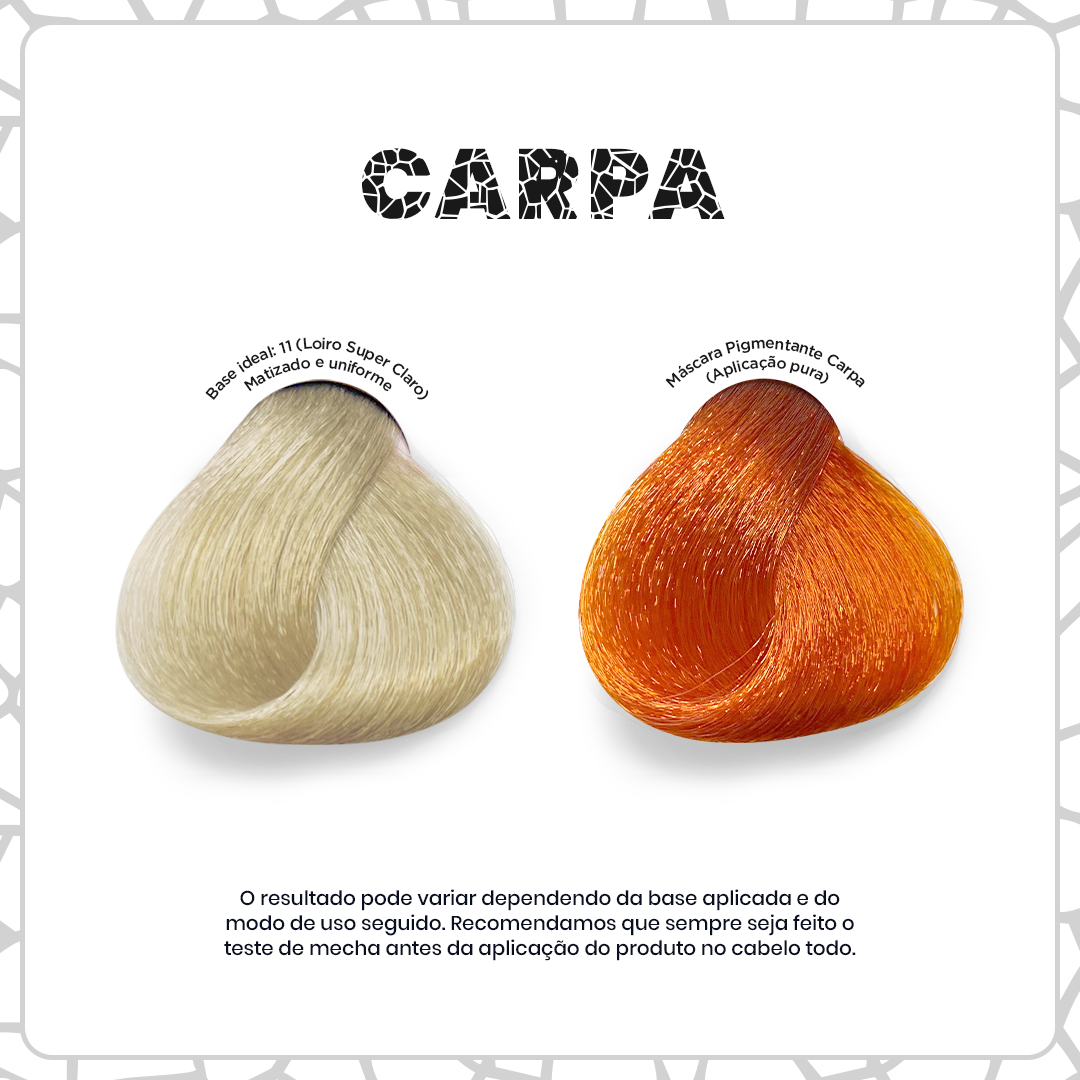 CARPA
Base ideal: 11 (Loiro Super Claro)
Matizado e uniforme
Máscara Pigmentante Carpa
(Aplicação pura)
O resultado pode variar dependendo da base aplicada e do
modo de uso seguido. Recomendamos que sempre seja feito o
teste de mecha antes da aplicação do produto no cabelo todo.